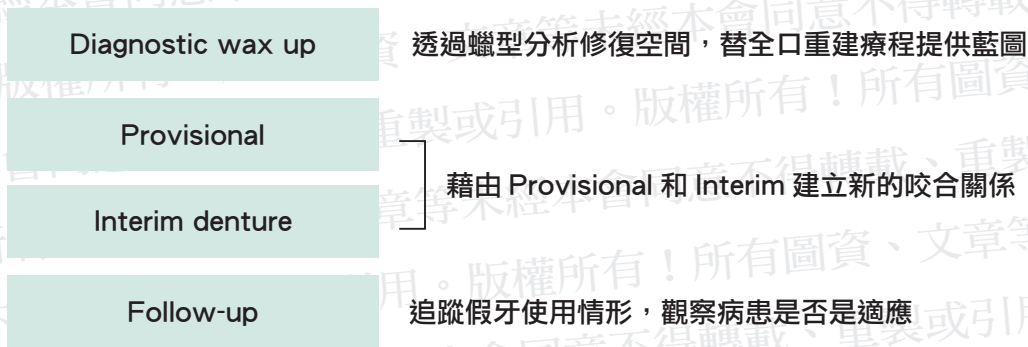 Diagnostic wax up
透過蠟型分析修復空間，替全口重建療程提供藍圖
Provisional
Interim denture
藉由 Provisional 和 Interim 建立新的咬合關係
Follow-up
追蹤假牙使用情形，觀察病患是否是適應